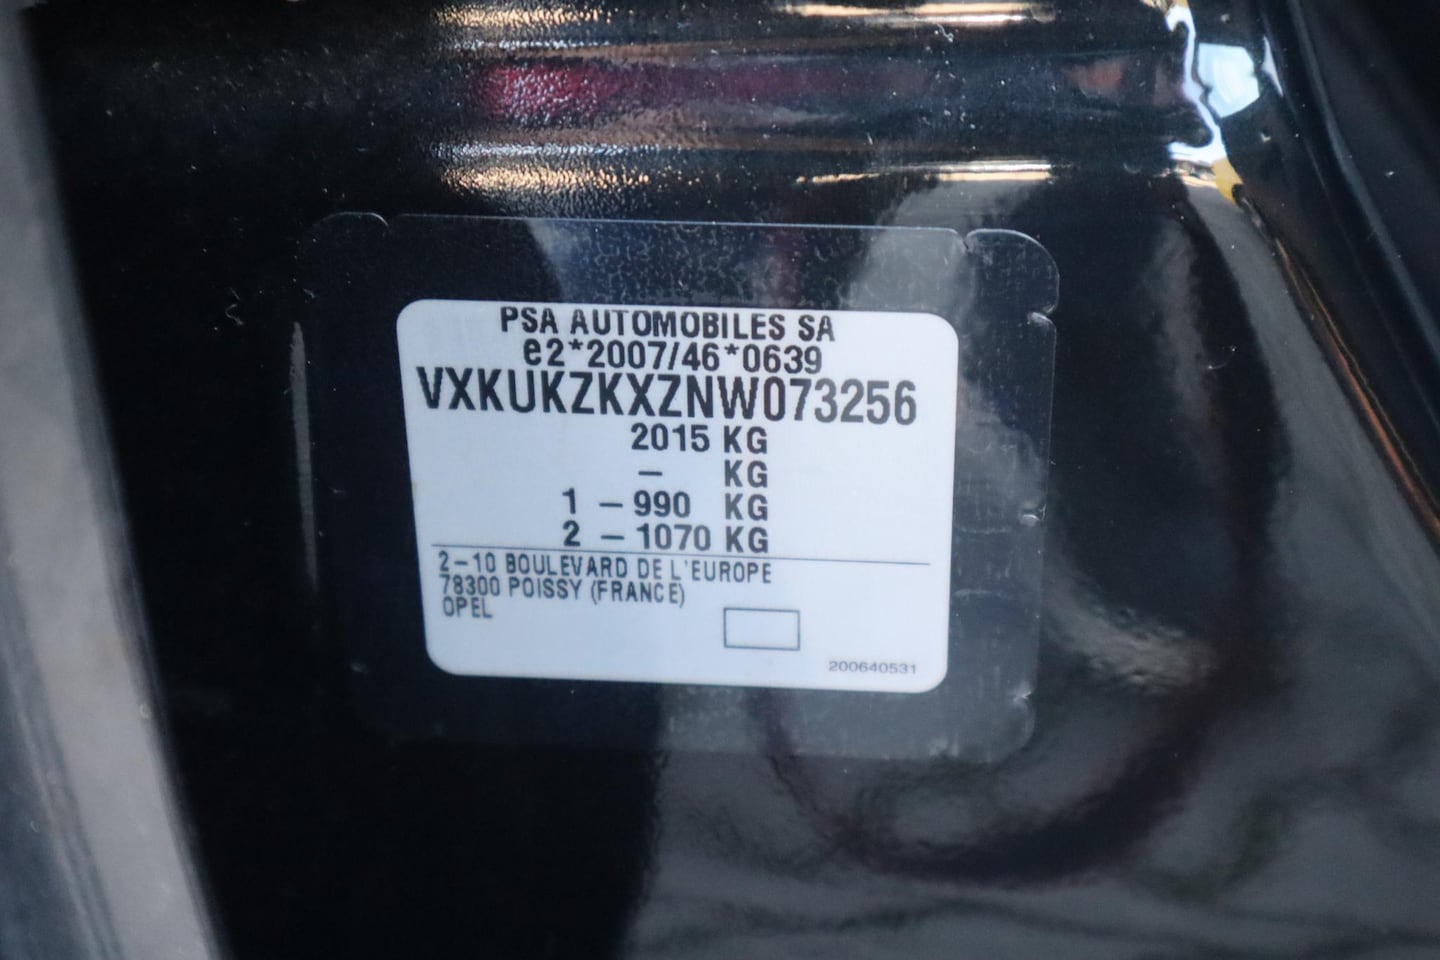 PSA AUTOMOBILES SA
e2*2007/46*0639
VXKUKZKXZNW073256
2015 KG
– KG
1 – 990 KG
2 – 1070 KG
2–10 BOULEVARD DE L'EUROPE
78300 POISSY (FRANCE)
OPEL
200640531